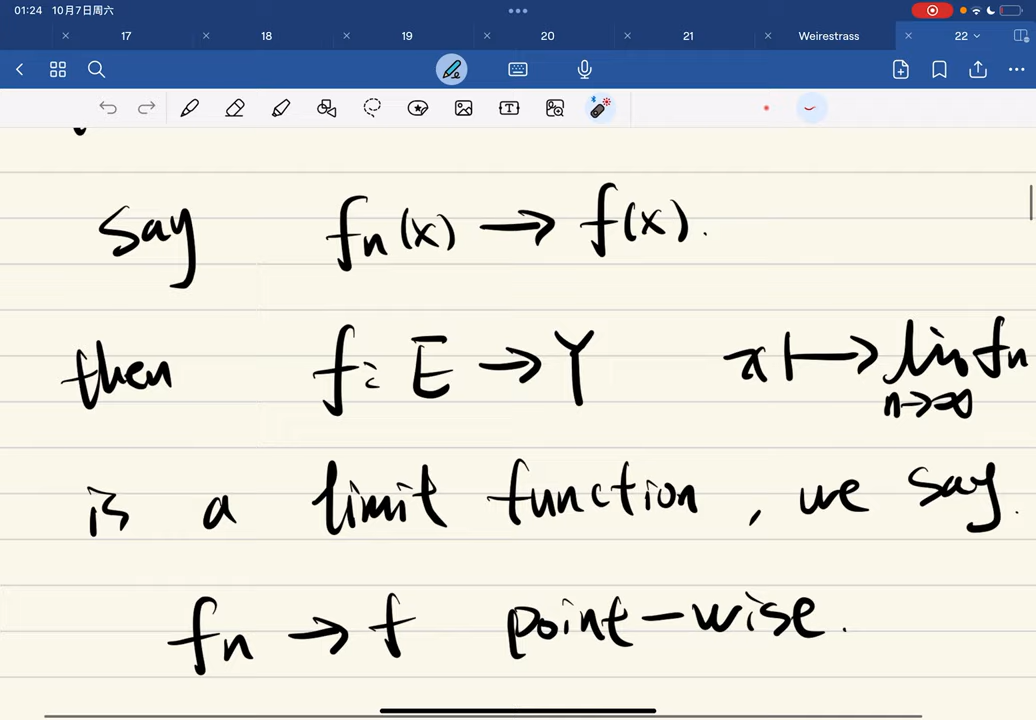 01:24 10月7日周六
17 18 19 20 21 Weirestrass 22
say fn(x) → f(x).
then f: E → Y x ↦ lim fn
n→∞
is a limit function, we say.
fn → f point-wise.